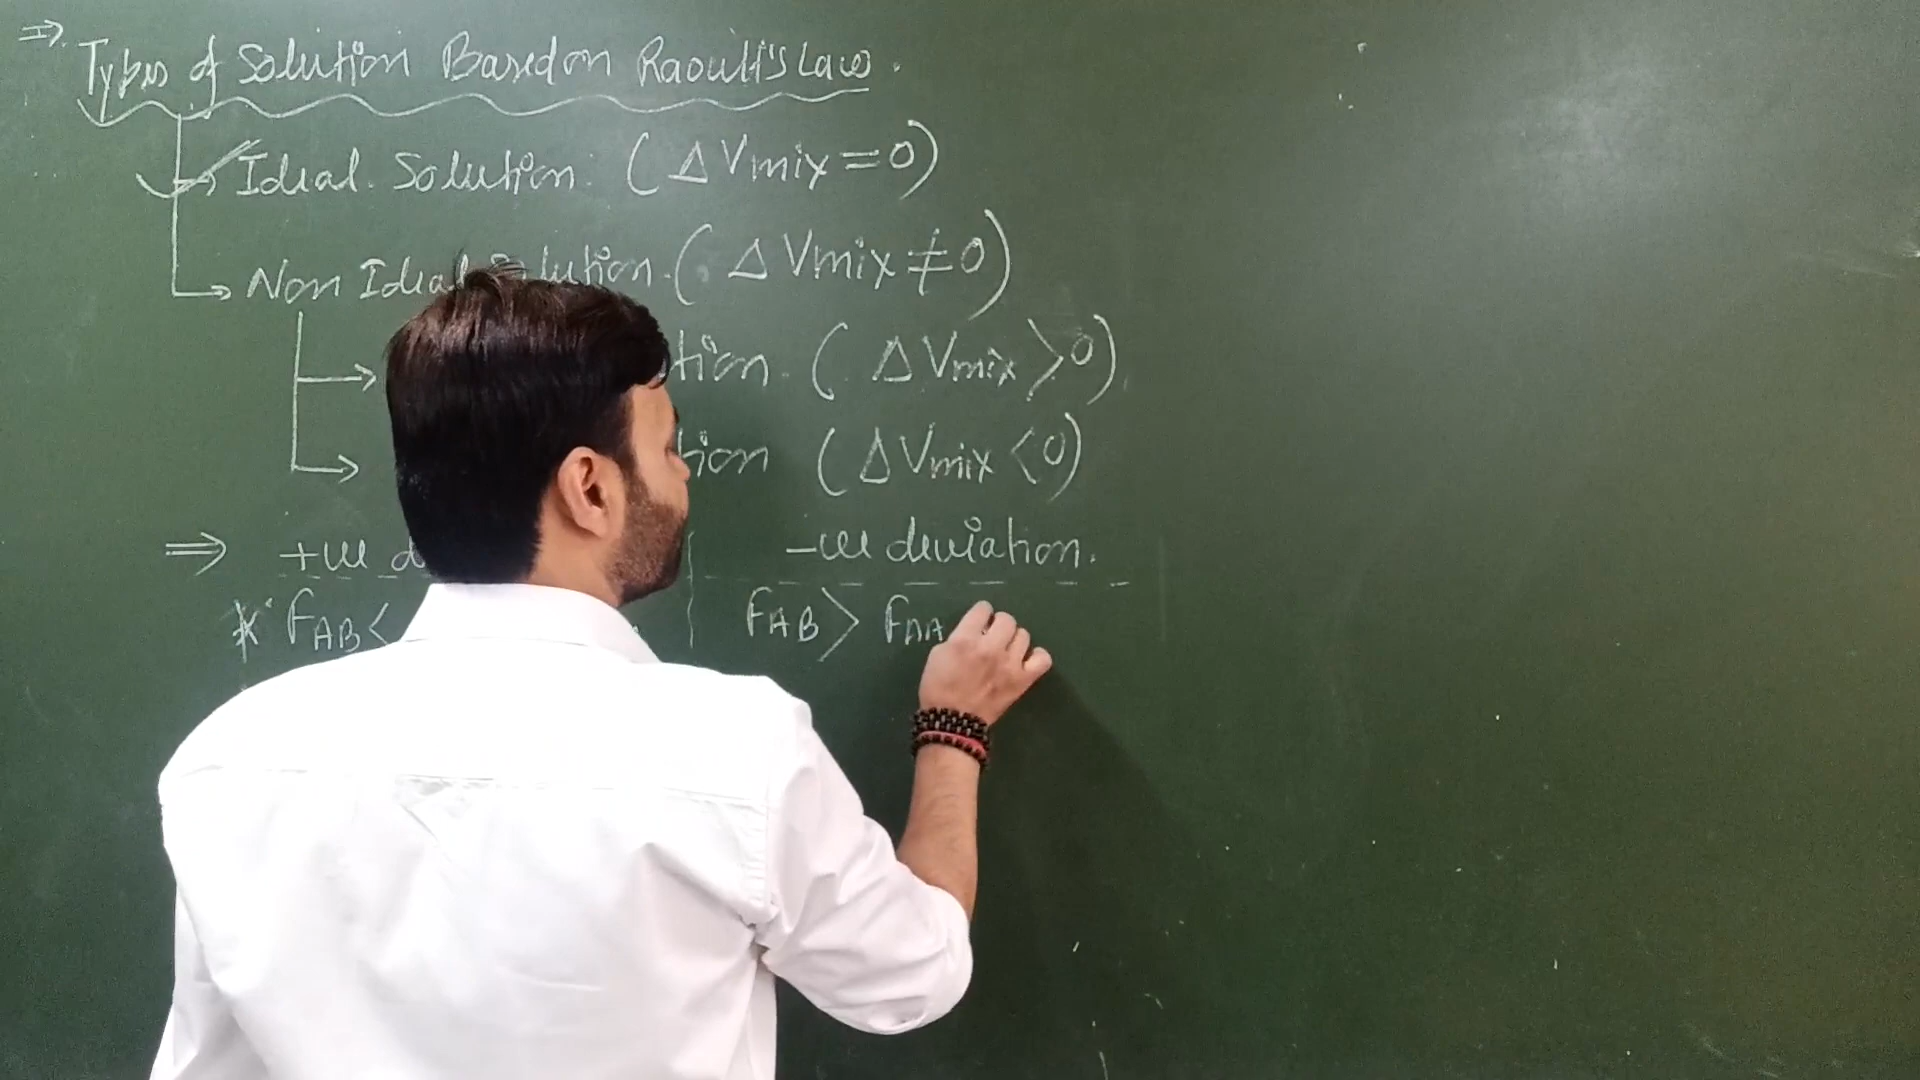 ⇒ Types of Solution Based on Raoult's Law.
→ Ideal Solution. (ΔVmix=0)
→ Non Ideal Solution. (ΔVmix≠0)
→ tion. (ΔVmix>0)
→ tion (ΔVmix<0)
⇒ +ve d -ve deviation.
* FAB< FAB > FAA